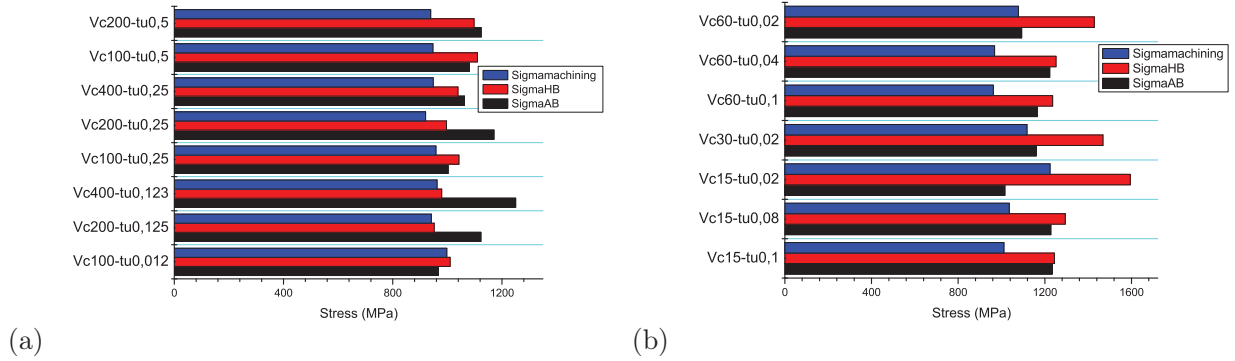 Vc200-tu0,5
Vc100-tu0,5
Vc400-tu0,25
Vc200-tu0,25
Vc100-tu0,25
Vc400-tu0,123
Vc200-tu0,125
Vc100-tu0,012
0 400 800 1200
Stress (MPa)
Sigmamachining
SigmaHB
SigmaAB
(a)
Vc60-tu0,02
Vc60-tu0,04
Vc60-tu0,1
Vc30-tu0,02
Vc15-tu0,02
Vc15-tu0,08
Vc15-tu0,1
0 400 800 1200 1600
Stress (MPa)
Sigmamachining
SigmaHB
SigmaAB
(b)